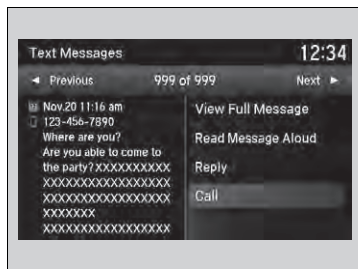 Text Messages 12:34
◄ Previous 999 of 999 Next ►
Nov.20 11:16 am
123-456-7890
Where are you?
Are you able to come to
the party?XXXXXXXXXX
XXXXXXXXXXXXXXXXX
XXXXXXXXXXXXXXXXX
XXXXXXX
XXXXXXXXXXXXXXXXX
View Full Message
Read Message Aloud
Reply
Call